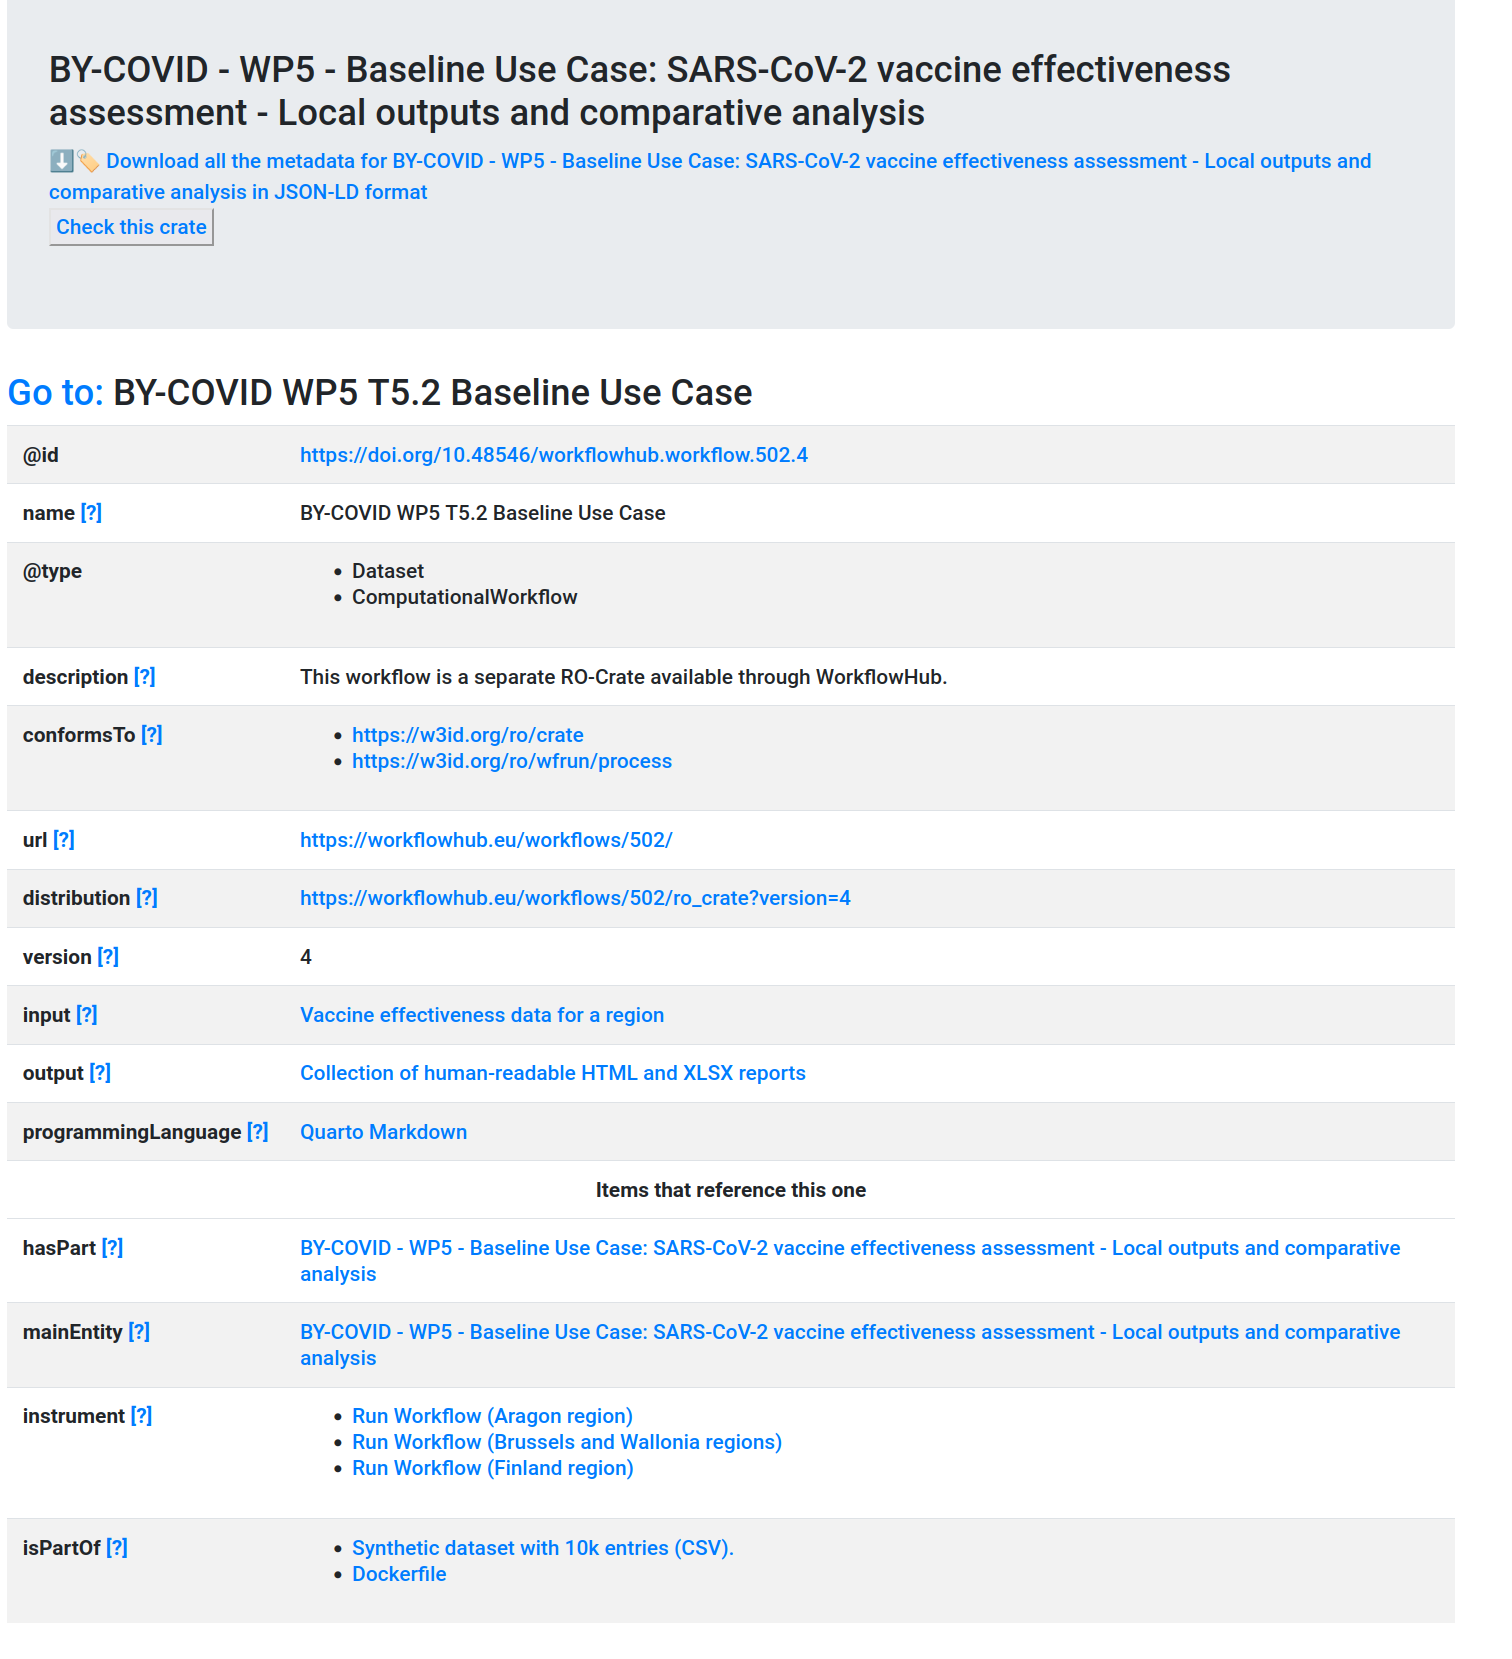 BY-COVID - WP5 - Baseline Use Case: SARS-CoV-2 vaccine effectiveness
assessment - Local outputs and comparative analysis
⬇️🏷️ Download all the metadata for BY-COVID - WP5 - Baseline Use Case: SARS-CoV-2 vaccine effectiveness assessment - Local outputs and
comparative analysis in JSON-LD format
Check this crate
Go to: BY-COVID WP5 T5.2 Baseline Use Case
@id https://doi.org/10.48546/workflowhub.workflow.502.4
name [?] BY-COVID WP5 T5.2 Baseline Use Case
@type • Dataset
• ComputationalWorkflow
description [?] This workflow is a separate RO-Crate available through WorkflowHub.
conformsTo [?] • https://w3id.org/ro/crate
• https://w3id.org/ro/wfrun/process
url [?] https://workflowhub.eu/workflows/502/
distribution [?] https://workflowhub.eu/workflows/502/ro_crate?version=4
version [?] 4
input [?] Vaccine effectiveness data for a region
output [?] Collection of human-readable HTML and XLSX reports
programmingLanguage [?] Quarto Markdown
Items that reference this one
hasPart [?] BY-COVID - WP5 - Baseline Use Case: SARS-CoV-2 vaccine effectiveness assessment - Local outputs and comparative
analysis
mainEntity [?] BY-COVID - WP5 - Baseline Use Case: SARS-CoV-2 vaccine effectiveness assessment - Local outputs and comparative
analysis
instrument [?] • Run Workflow (Aragon region)
• Run Workflow (Brussels and Wallonia regions)
• Run Workflow (Finland region)
isPartOf [?] • Synthetic dataset with 10k entries (CSV).
• Dockerfile